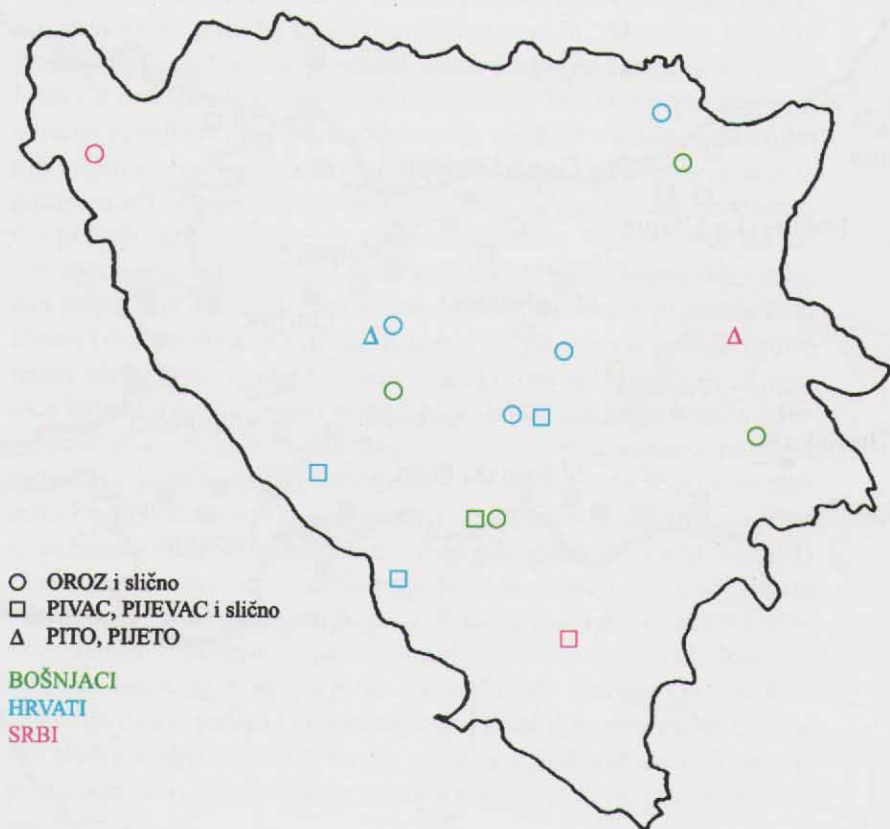 OROZ i slično
PIVAC, PIJEVAC i slično
PITO, PIJETO
BOŠNJACI
HRVATI
SRBI